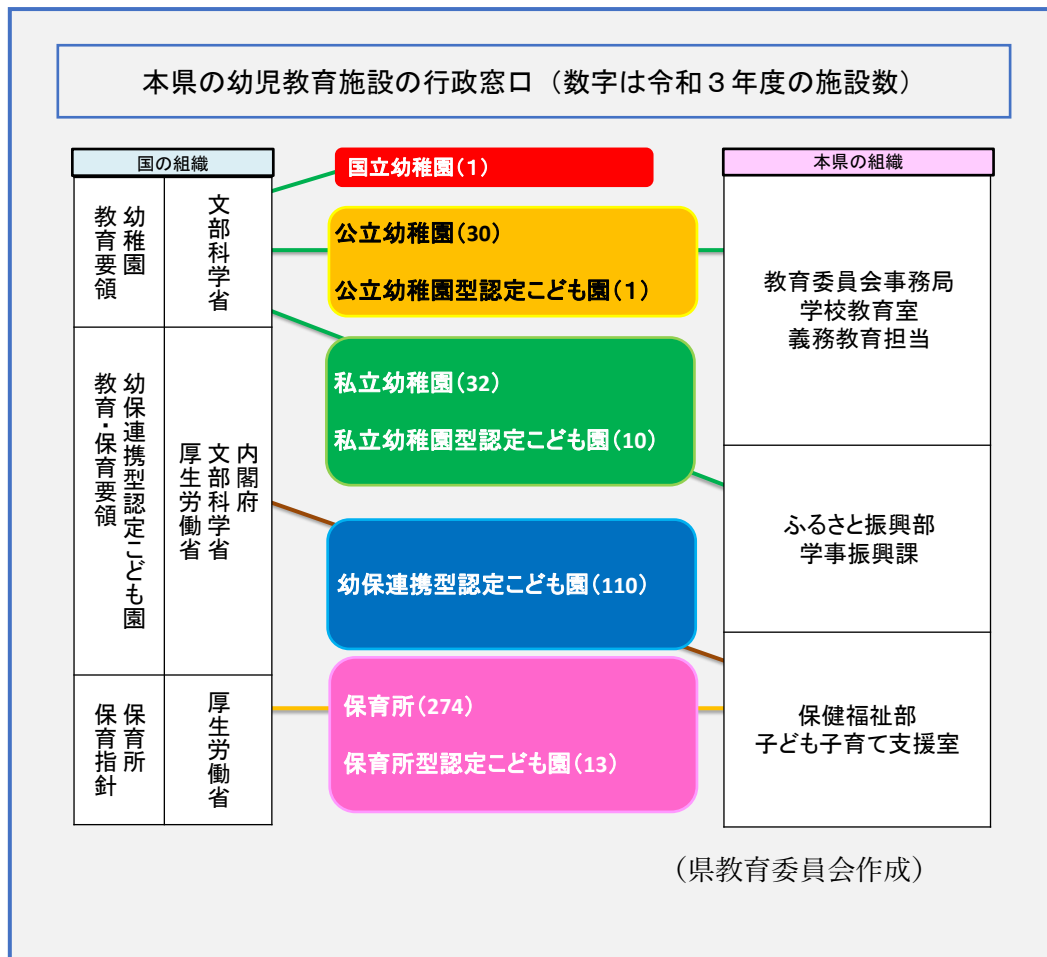 本県の幼児教育施設の行政窓口（数字は令和３年度の施設数）
国の組織
幼稚園
教育要領
文部科学省
幼保連携型認定こども園
教育・保育要領
内閣府
文部科学省
厚生労働省
保育所
保育指針
厚生労働省
国立幼稚園(1)
公立幼稚園(30)
公立幼稚園型認定こども園(1)
私立幼稚園(32)
私立幼稚園型認定こども園(10)
幼保連携型認定こども園(110)
保育所(274)
保育所型認定こども園(13)
本県の組織
教育委員会事務局
学校教育室
義務教育担当
ふるさと振興部
学事振興課
保健福祉部
子ども子育て支援室
（県教育委員会作成）